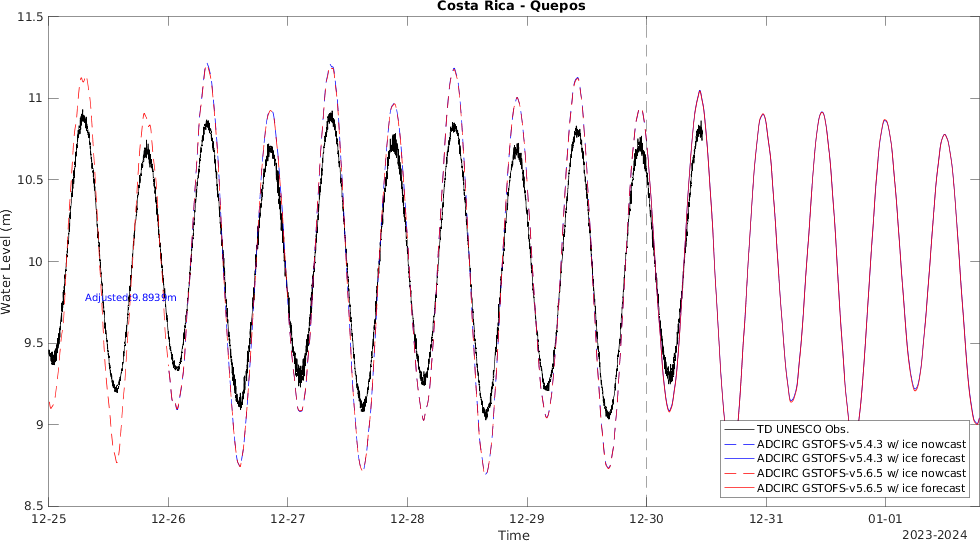 Costa Rica - Quepos
11.5
11
10.5
10
9.5
9
8.5
Water Level (m)
Adjusted:9.8939m
TD UNESCO Obs.
ADCIRC GSTOFS-v5.4.3 w/ ice nowcast
ADCIRC GSTOFS-v5.4.3 w/ ice forecast
ADCIRC GSTOFS-v5.6.5 w/ ice nowcast
ADCIRC GSTOFS-v5.6.5 w/ ice forecast
12-25 12-26 12-27 12-28 12-29 12-30 12-31 01-01
Time
2023-2024